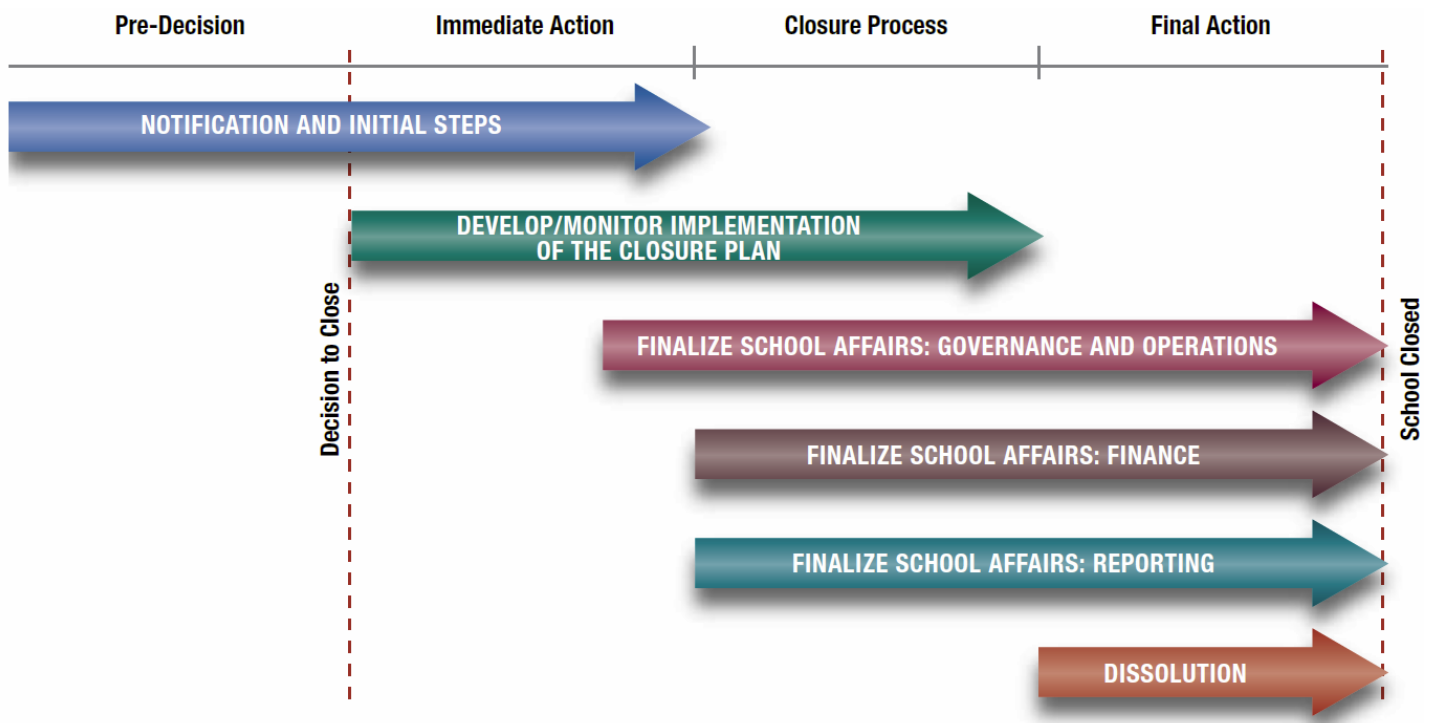 Pre-Decision
Immediate Action
Closure Process
Final Action
NOTIFICATION AND INITIAL STEPS
DEVELOP/MONITOR IMPLEMENTATION
OF THE CLOSURE PLAN
Decision to Close
FINALIZE SCHOOL AFFAIRS: GOVERNANCE AND OPERATIONS
School Closed
FINALIZE SCHOOL AFFAIRS: FINANCE
FINALIZE SCHOOL AFFAIRS: REPORTING
DISSOLUTION